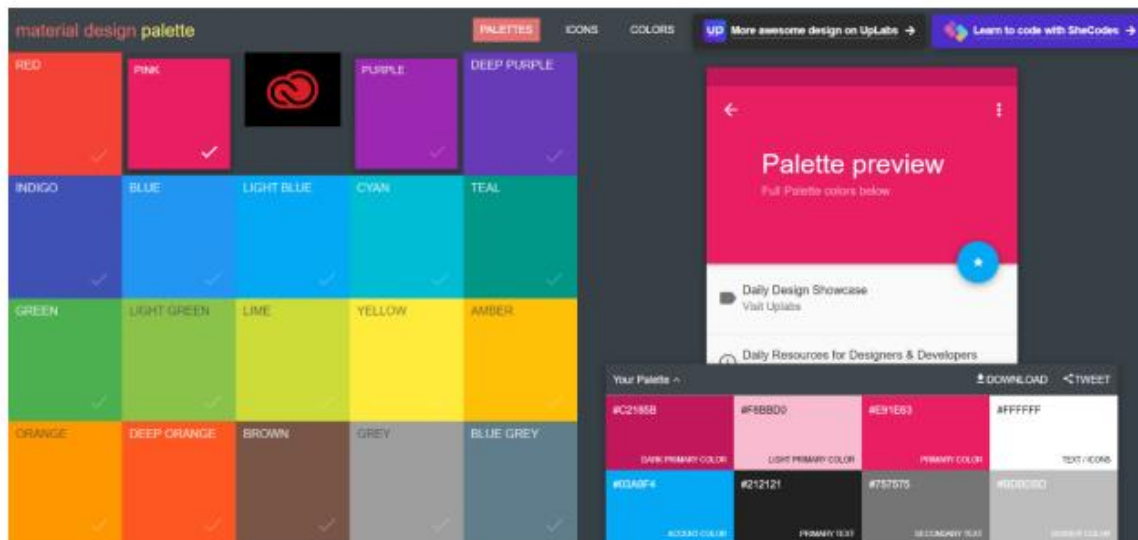 material design palette
PALETTES
ICONS
COLORS
UP More awesome design on UpLabs →
Learn to code with SheCodes →
RED
PINK
PURPLE
DEEP PURPLE
INDIGO
BLUE
LIGHT BLUE
CYAN
TEAL
GREEN
LIGHT GREEN
LIME
YELLOW
AMBER
ORANGE
DEEP ORANGE
BROWN
GREY
BLUE GREY
Palette preview
Full Palette colors below
Daily Design Showcase
Visit Uplabs
Daily Resources for Designers & Developers
Your Palette
DOWNLOAD
TWEET
#C2185B
DARK PRIMARY COLOR
#F8BBD0
LIGHT PRIMARY COLOR
#E91E63
PRIMARY COLOR
#FFFFFF
TEXT / ICONS
#03A9F4
ACCENT COLOR
#212121
PRIMARY TEXT
#757575
SECONDARY TEXT
#BDBDBD
DIVIDER COLOR